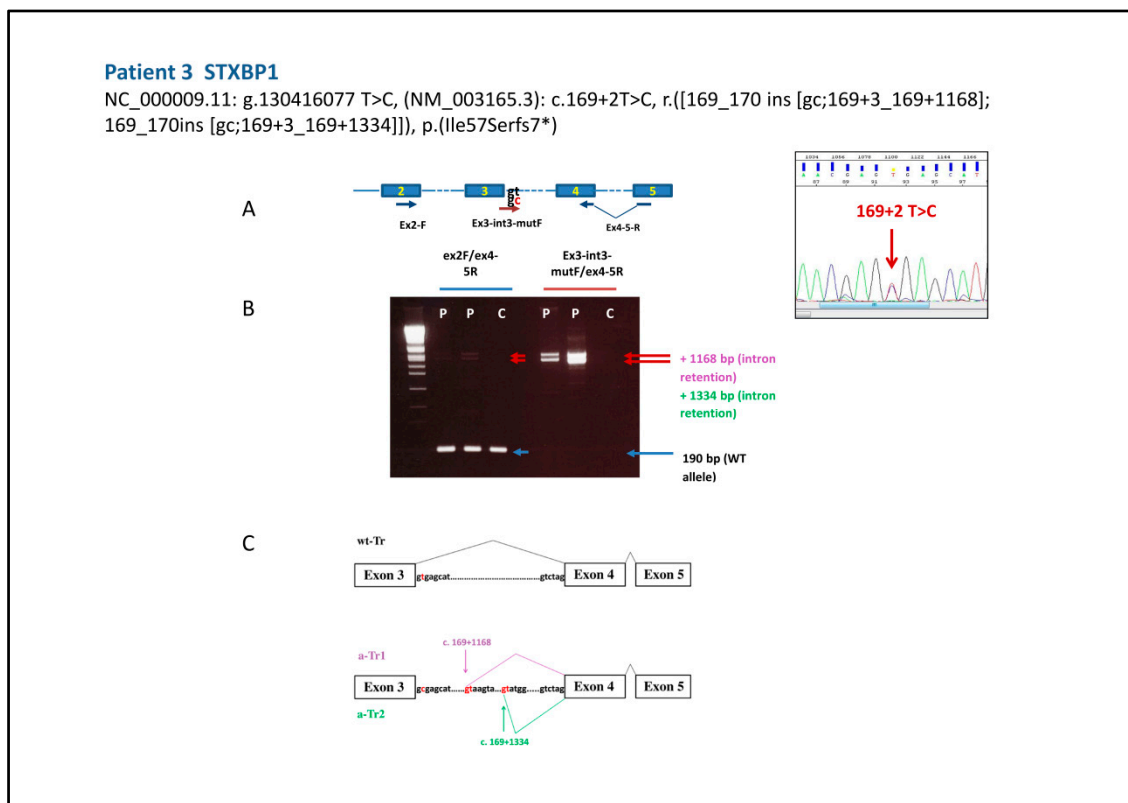 Patient 3 STXBP1
NC_000009.11: g.130416077 T>C, (NM_003165.3): c.169+2T>C, r.([169_170 ins [gc;169+3_169+1168];
169_170ins [gc;169+3_169+1334]]), p.(Ile57Serfs7*)
A
2
3
gt
C
4
5
Ex2-F
Ex3-int3-mutF
Ex4-5-R
169+2 T>C
ex2F/ex4-
5R
Ex3-int3-
mutF/ex4-5R
B
P P C
P P C
+ 1168 bp (intron
retention)
+ 1334 bp (intron
retention)
190 bp (WT
allele)
C
wt-Tr
Exon 3
gtgagcat.......................................gtctag
Exon 4
Exon 5
c. 169+1168
a-Tr1
Exon 3
gcgagcat......gtaagta...gtatgg......gtctag
Exon 4
Exon 5
a-Tr2
c. 169+1334